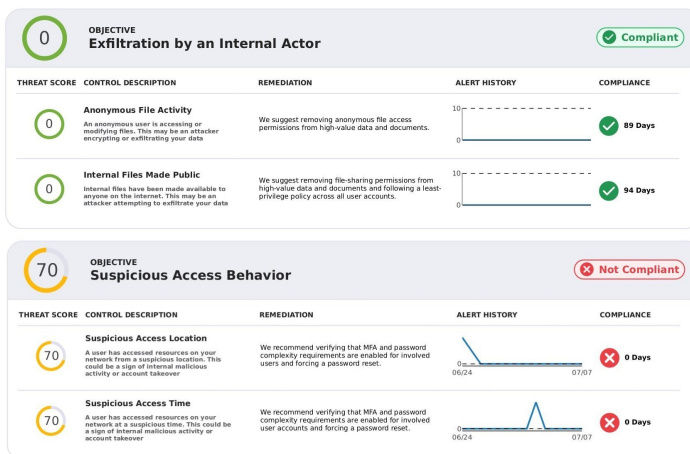 0
OBJECTIVE
Exfiltration by an Internal Actor
Compliant
THREAT SCORE CONTROL DESCRIPTION REMEDIATION ALERT HISTORY COMPLIANCE
0
Anonymous File Activity
An anonymous user is accessing or
modifying files. This may be an attacker
encrypting or exfiltrating your data
We suggest removing anonymous file access
permissions from high-value data and documents.
10
0
89 Days
0
Internal Files Made Public
Internal files have been made available to
anyone on the internet. This may be an
attacker attempting to exfiltrate your data
We suggest removing file-sharing permissions from
high-value data and documents and following a least-
privilege policy across all user accounts.
10
0
94 Days
70
OBJECTIVE
Suspicious Access Behavior
Not Compliant
THREAT SCORE CONTROL DESCRIPTION REMEDIATION ALERT HISTORY COMPLIANCE
70
Suspicious Access Location
A user has accessed resources on your
network from a suspicious location. This
could be a sign of internal malicious
activity or account takeover
We recommend verifying that MFA and password
complexity requirements are enabled for involved
users and forcing a password reset.
0
06/24 07/07
0 Days
70
Suspicious Access Time
A user has accessed resources on your
network at a suspicious time. This could be
a sign of internal malicious activity or
account takeover
We recommend verifying that MFA and password
complexity requirements are enabled for involved
user accounts and forcing a password reset.
0
06/24 07/07
0 Days